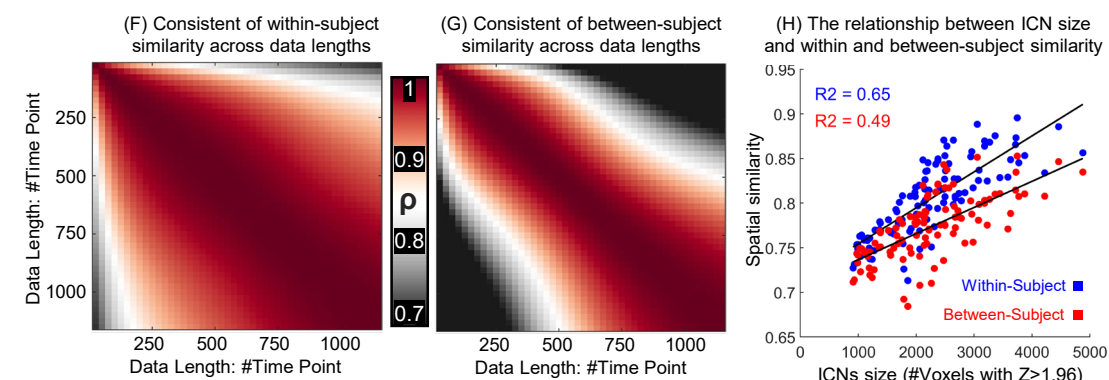 (F) Consistent of within-subject
similarity across data lengths
Data Length: #Time Point
250
500
750
1000
250
500
750
1000
Data Length: #Time Point
1
0.9
ρ
0.8
0.7
(G) Consistent of between-subject
similarity across data lengths
250
500
750
1000
Data Length: #Time Point
(H) The relationship between ICN size
and within and between-subject similarity
Spatial similarity
0.95
0.9
0.85
0.8
0.75
0.7
0.65
R2 = 0.65
R2 = 0.49
Within-Subject
Between-Subject
0
1000
2000
3000
4000
5000
ICNs size (#Voxels with Z>1.96)